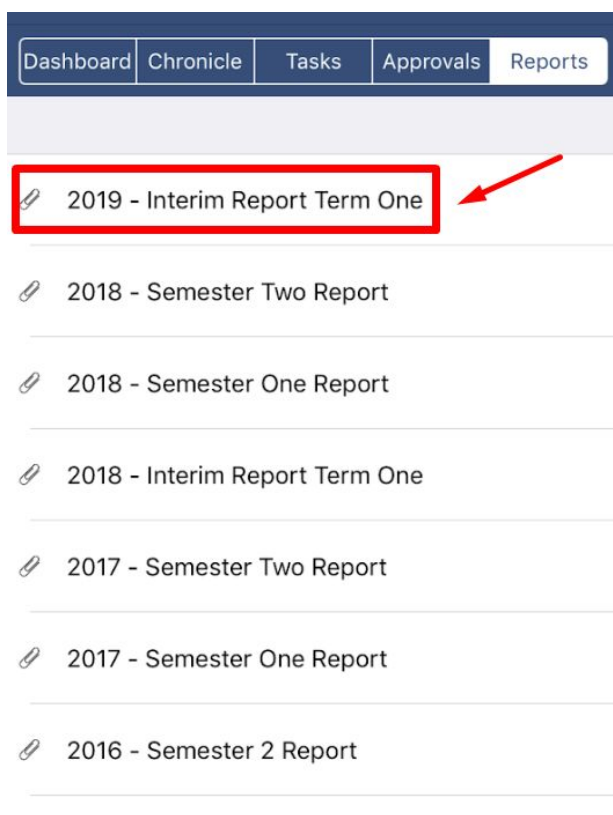 Dashboard Chronicle Tasks Approvals Reports
2019 - Interim Report Term One
2018 - Semester Two Report
2018 - Semester One Report
2018 - Interim Report Term One
2017 - Semester Two Report
2017 - Semester One Report
2016 - Semester 2 Report